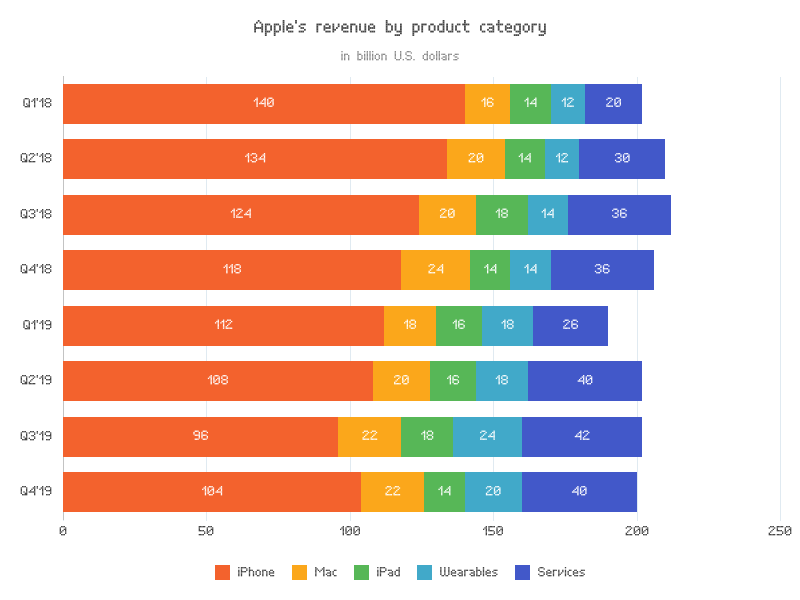 Apple's revenue by product category
in billion U.S. dollars
Q1'18 140 16 14 12 20
Q2'18 134 20 14 12 30
Q3'18 124 20 18 14 36
Q4'18 118 24 14 14 36
Q1'19 112 18 16 18 26
Q2'19 108 20 16 18 40
Q3'19 96 22 18 24 42
Q4'19 104 22 14 20 40
0 50 100 150 200 250
iPhone Mac iPad Wearables Services